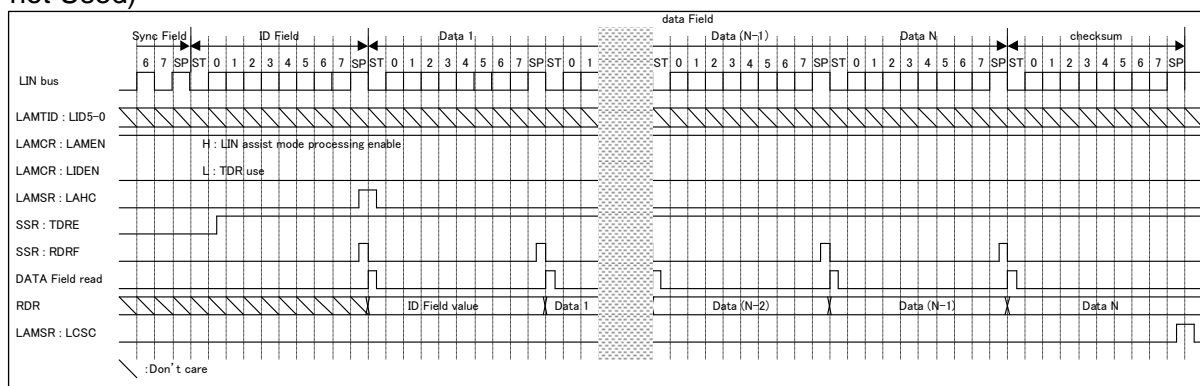 not Used)
data Field
Sync Field ID Field Data 1 Data (N-1) Data N checksum
6 7 SP ST 0 1 2 3 4 5 6 7 SP ST 0 1 2 3 4 5 6 7 SP ST 0 1 ST 0 1 2 3 4 5 6 7 SP ST 0 1 2 3 4 5 6 7 SP ST 0 1 2 3 4 5 6 7 SP
LIN bus
LAMTID : LID5-0
LAMCR : LAMEN H : LIN assist mode processing enable
LAMCR : LIDEN L : TDR use
LAMSR : LAHC
SSR : TDRE
SSR : RDRF
DATA Field read
RDR ID Field value Data 1 Data (N-2) Data (N-1) Data N
LAMSR : LCSC
:Don't care